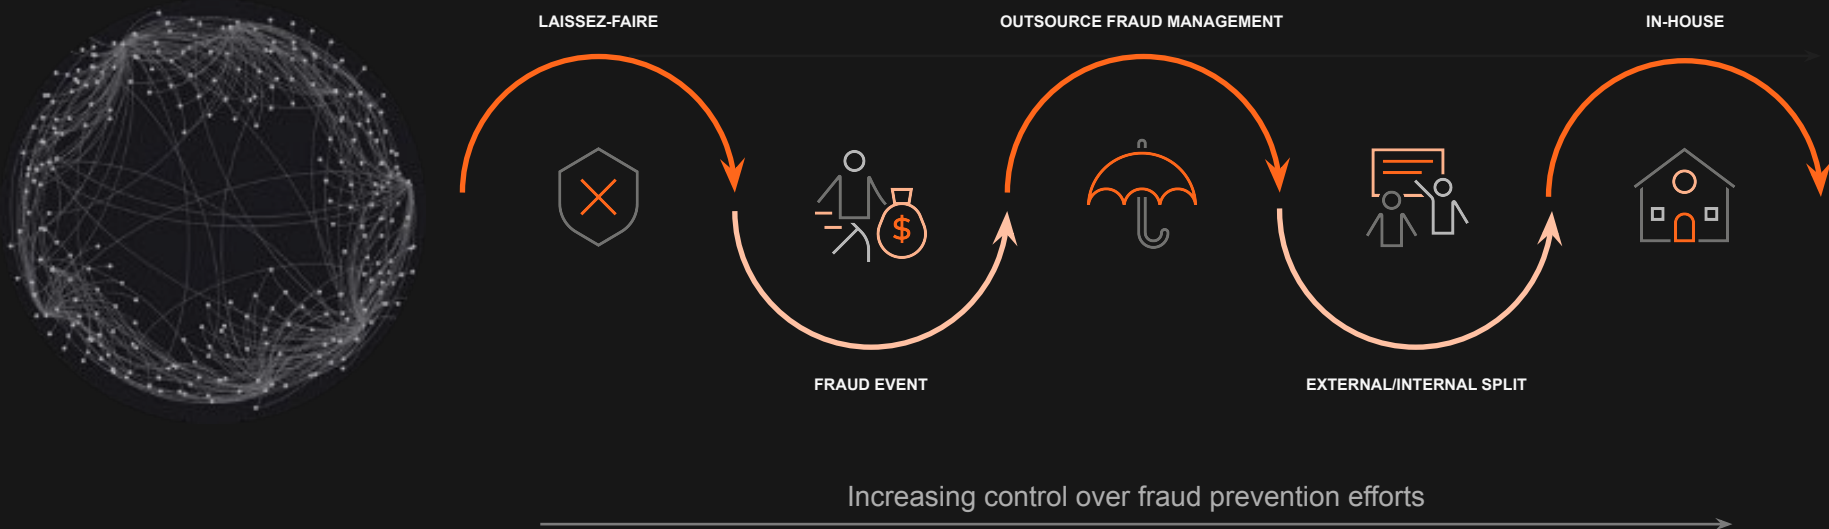 LAISSEZ-FAIRE
OUTSOURCE FRAUD MANAGEMENT
IN-HOUSE
$
FRAUD EVENT
EXTERNAL/INTERNAL SPLIT
Increasing control over fraud prevention efforts